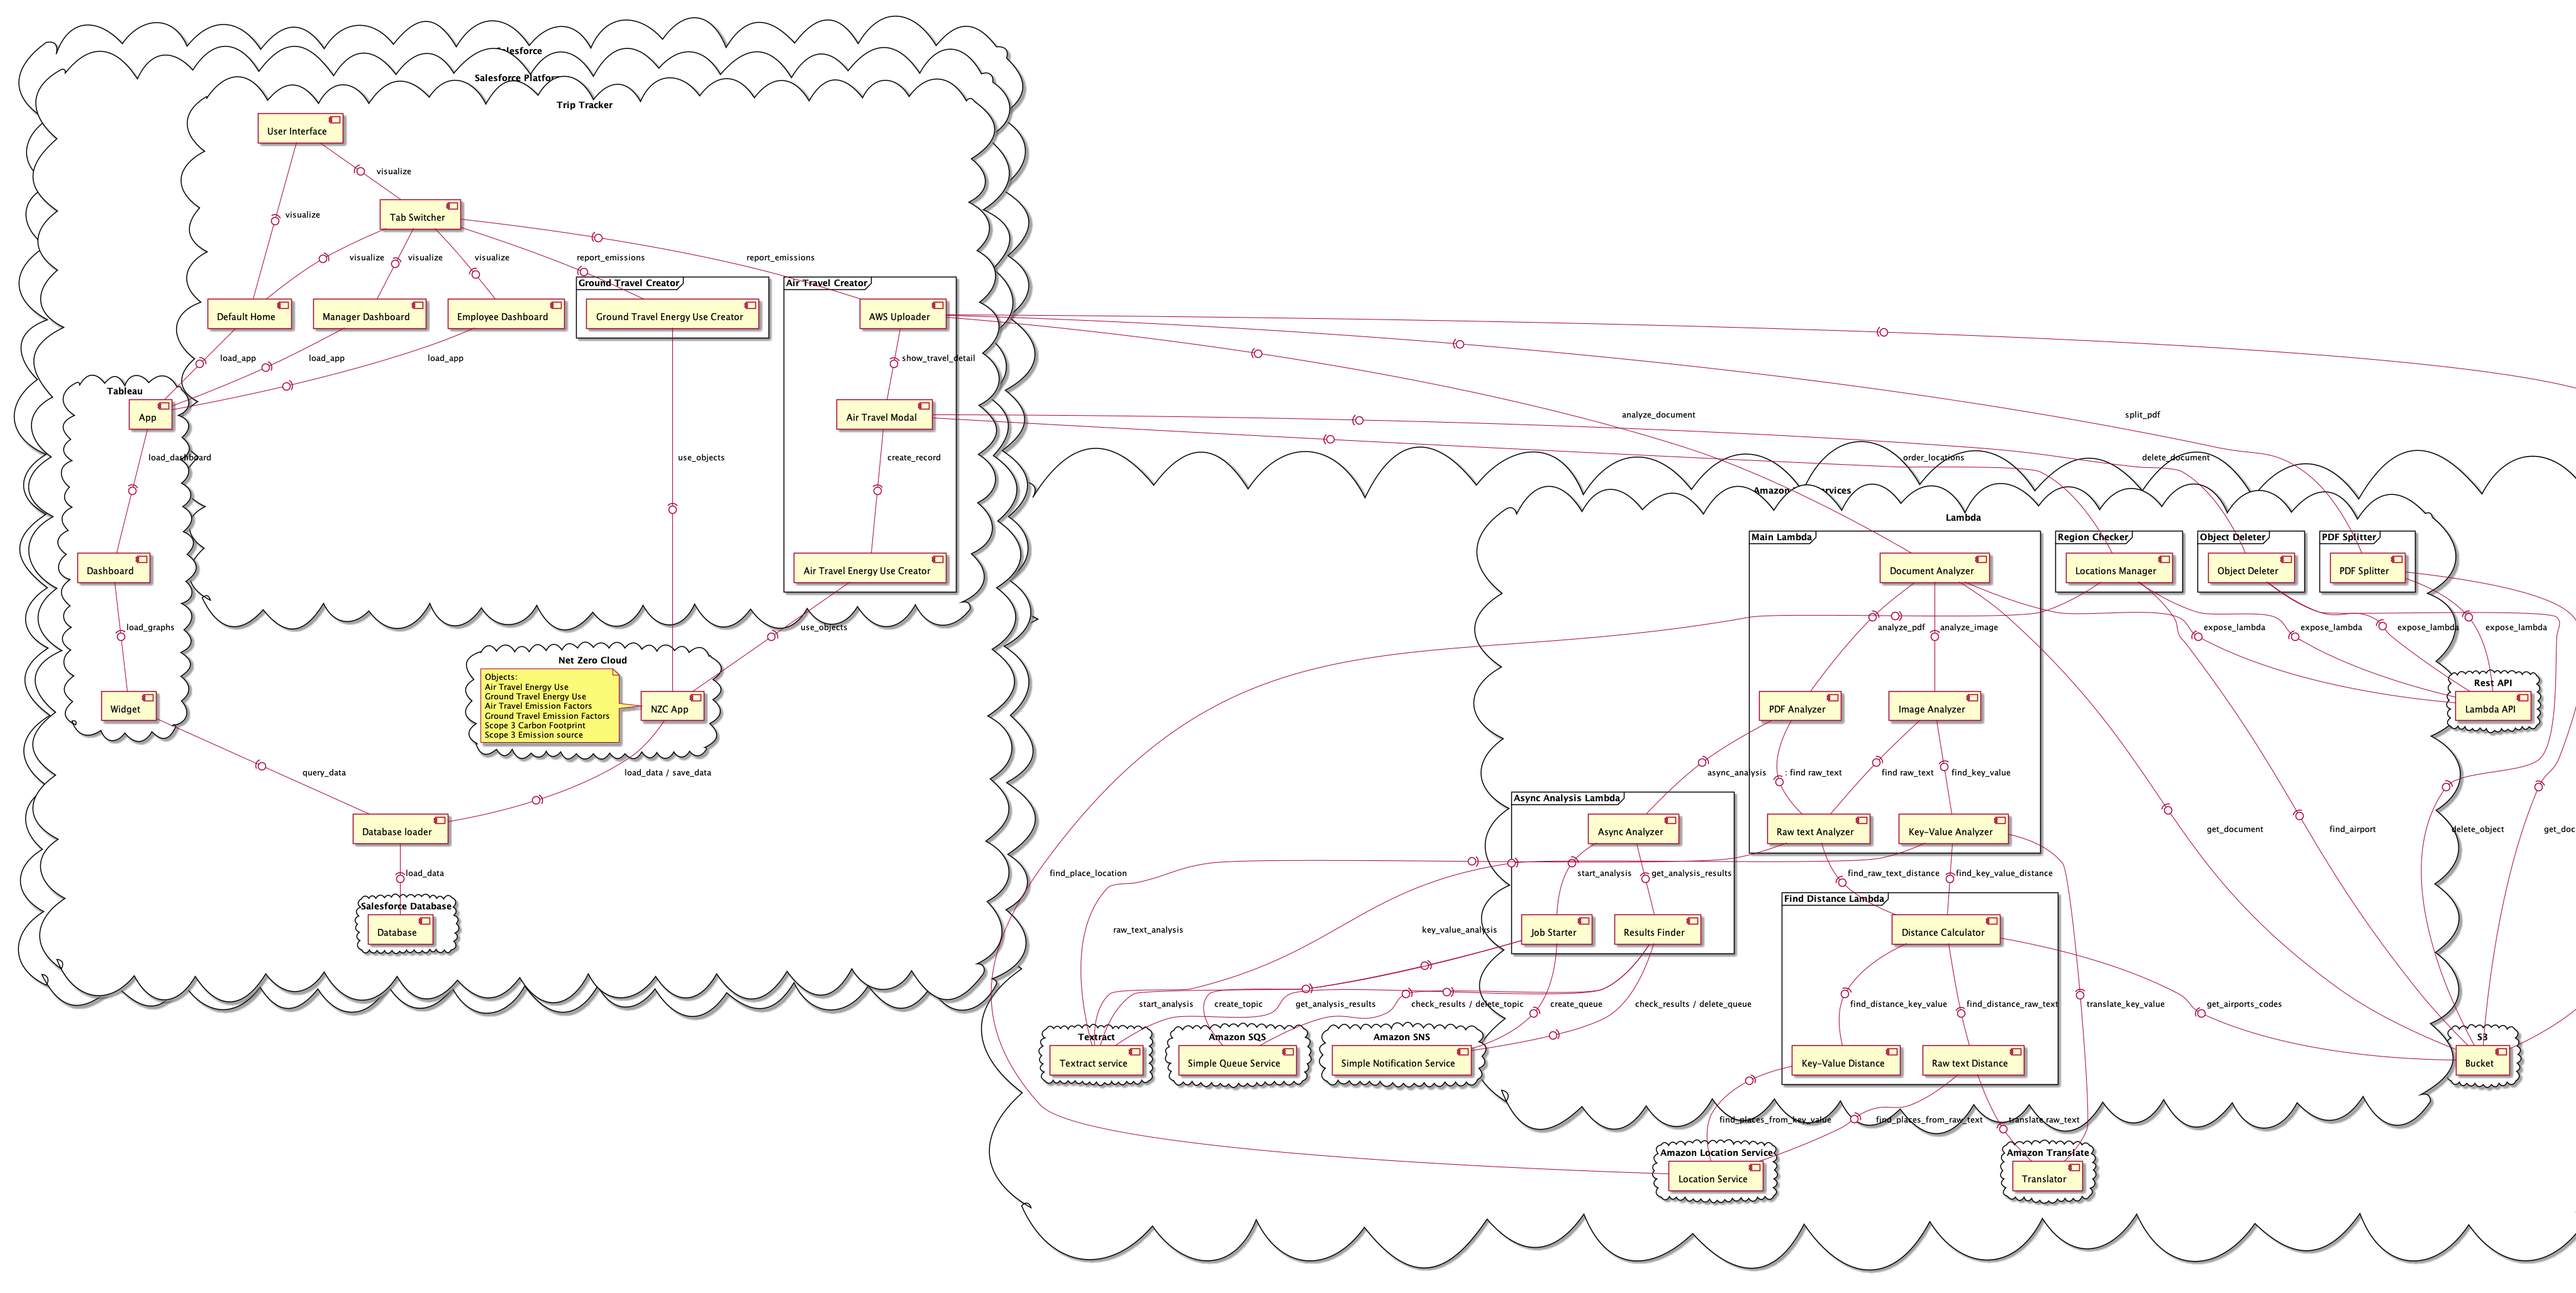 Salesforce Platfor
Trip Tracker
User Interface
visualize
visualize
Tab Switcher
visualize
visualize
visualize
report_emissions
report_emissions
Ground Travel Creator
Air Travel Creator
Default Home
Manager Dashboard
Employee Dashboard
Ground Travel Energy Use Creator
AWS Uploader
load_app
load_app
load_app
show_travel_detail
Tableau
App
Air Travel Modal
analyze_document
split_pdf
load_dashboard
use_objects
create_record
order_locations
delete_document
Amazon
Lambda
Main Lambda
Region Checker
Object Deleter
PDF Splitter
Dashboard
Air Travel Energy Use Creator
Document Analyzer
Locations Manager
Object Deleter
PDF Splitter
load_graphs
use_objects
analyze_pdf
analyze_image
expose_lambda
expose_lambda
expose_lambda
expose_lambda
Net Zero Cloud
Objects:
Air Travel Energy Use
Ground Travel Energy Use
Air Travel Emission Factors
Ground Travel Emission Factors
Scope 3 Carbon Footprint
Scope 3 Emission source
NZC App
Rest API
Widget
PDF Analyzer
Image Analyzer
Lambda API
query_data
load_data / save_data
async_analysis
: find raw_text
find raw_text
find_key_value
Async Analysis Lambda
Database loader
Async Analyzer
Raw text Analyzer
Key-Value Analyzer
get_document
find_airport
delete_object
get_doc
load_data
find_place_location
start_analysis
get_analysis_results
find_raw_text_distance
find_key_value_distance
Salesforce Database
Find Distance Lambda
Database
raw_text_analysis
key_value_analysis
Job Starter
Results Finder
Distance Calculator
start_analysis
create_topic
get_analysis_results
check_results / delete_topic
create_queue
check_results / delete_queue
find_distance_key_value
find_distance_raw_text
translate_key_value
get_airports_codes
Textract
Amazon SQS
Amazon SNS
S3
Textract service
Simple Queue Service
Simple Notification Service
Key-Value Distance
Raw text Distance
Bucket
find_places_from_key_value
find_places_from_raw_text
translate raw_text
Amazon Location Service
Amazon Translate
Location Service
Translator